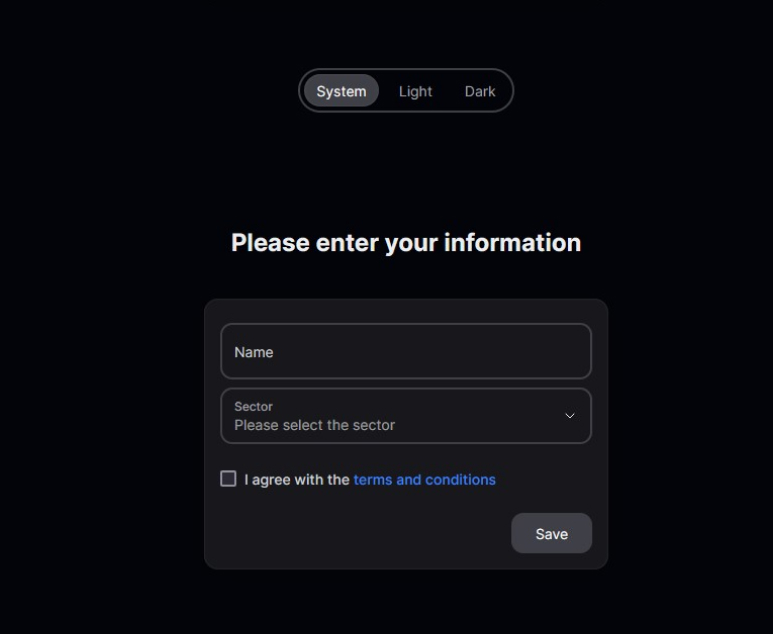 System Light Dark
Please enter your information
Name
Sector
Please select the sector
I agree with the terms and conditions
Save